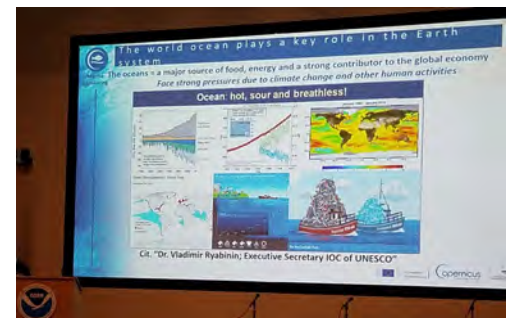 The world ocean plays a key role in the Earth
system
The oceans = a major source of food, energy and a strong contributor to the global economy
Face strong pressures due to climate change and other human activities
Ocean: hot, sour and breathless!
Cit. "Dr. Vladimir Ryabinin; Executive Secretary IOC of UNESCO"
Copernicus